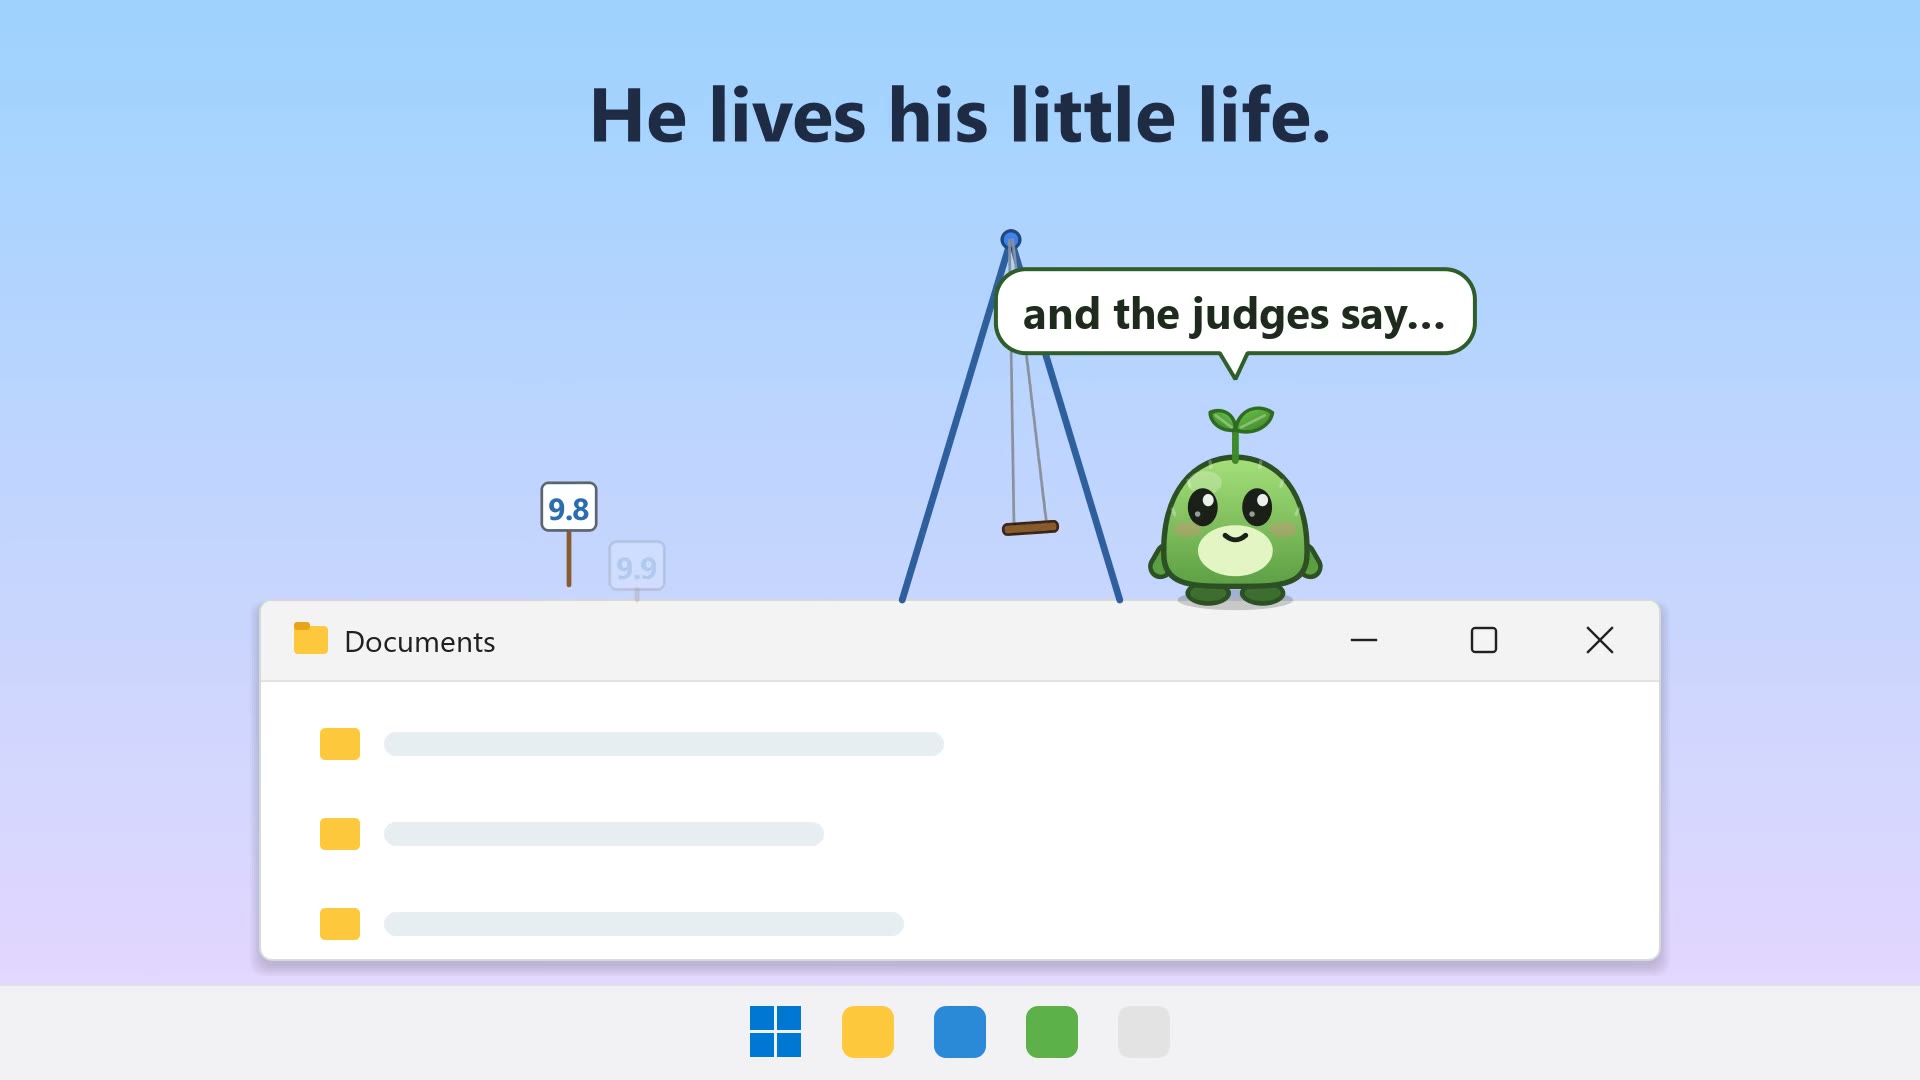 He lives his little life.
and the judges say...
9.8
9.9
Documents